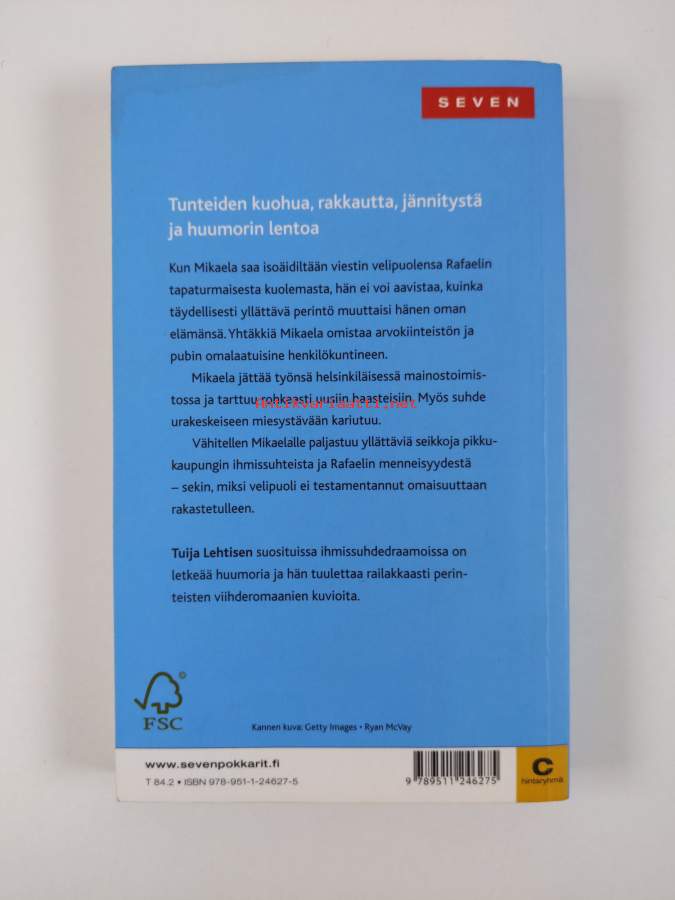 SEVEN
Tunteiden kuohua, rakkautta, jännitystä
ja huumorin lentoa
Kun Mikaela saa isoäidiltään viestin velipuolensa Rafaelin
tapaturmaisesta kuolemasta, hän ei voi aavistaa, kuinka
täydellisesti yllättävä perintö muuttaisi hänen oman
elämänsä. Yhtäkkiä Mikaela omistaa arvokiinteistön ja
pubin omalaatuisine henkilökuntineen.
Mikaela jättää työnsä helsinkiläisessä mainostoimis-
tossa ja tarttuu rohkeasti uusiin haasteisiin. Myös suhde
antikvariaatti.net
urakeskeiseen miesystävään kariutuu.
Vähitellen Mikaelalle paljastuu yllättäviä seikkoja pikku-
kaupungin ihmissuhteista ja Rafaelin menneisyydestä
– sekin, miksi velipuoli ei testamentannut omaisuuttaan
rakastetulleen.
Tuija Lehtisen suosituissa ihmissuhdedraamoissa on
letkeää huumoria ja hän tuulettaa railakkaasti perin-
teisten viihderomaanien kuvioita.
©
FSC
Kannen kuva: Getty Images • Ryan McVay
www.sevenpokkarit.fi
T 84.2 • ISBN 978-951-1-24627-5
9 789511 246275
C
hintaryhmä